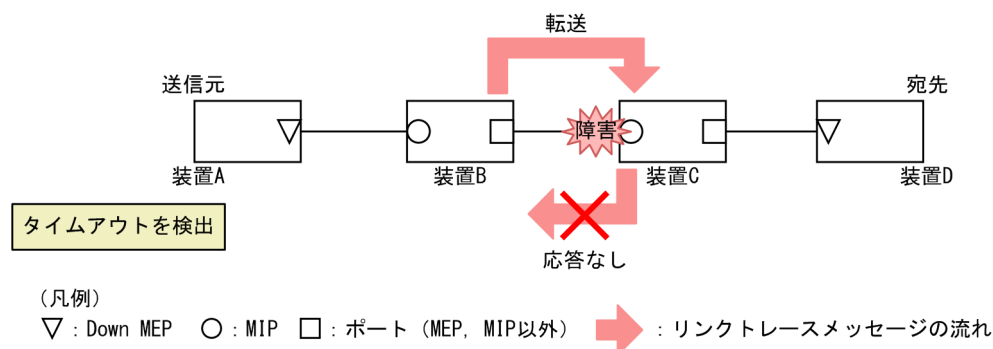 転送
送信元
宛先
障害
装置A
装置B
装置C
装置D
タイムアウトを検出
応答なし
(凡例)
:Down MEP :MIP :ポート(MEP, MIP以外) :リンクトレースメッセージの流れ